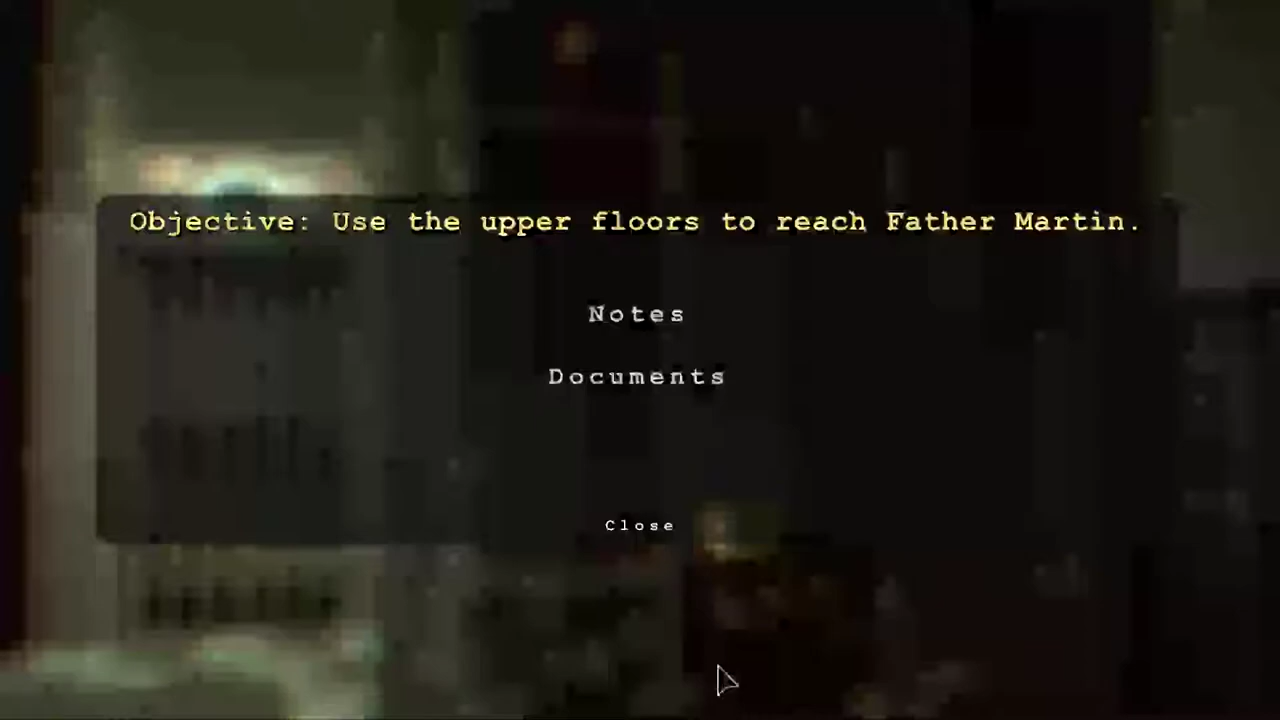 Objective: Use the upper floors to reach Father Martin.
Notes
Documents
Close